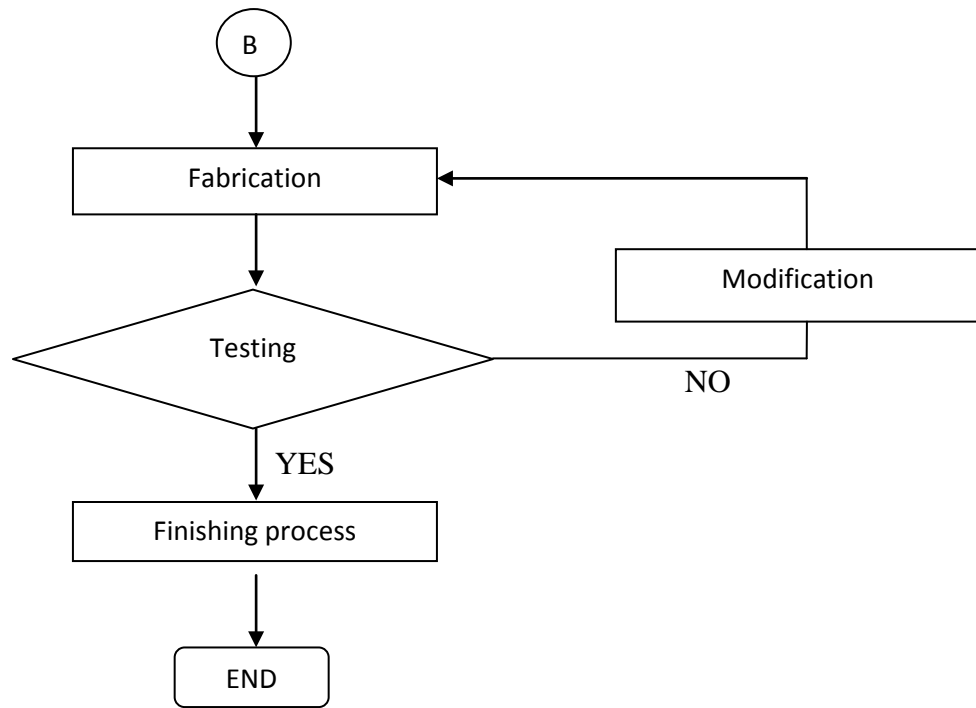 B
Fabrication
Modification
Testing
NO
YES
Finishing process
END